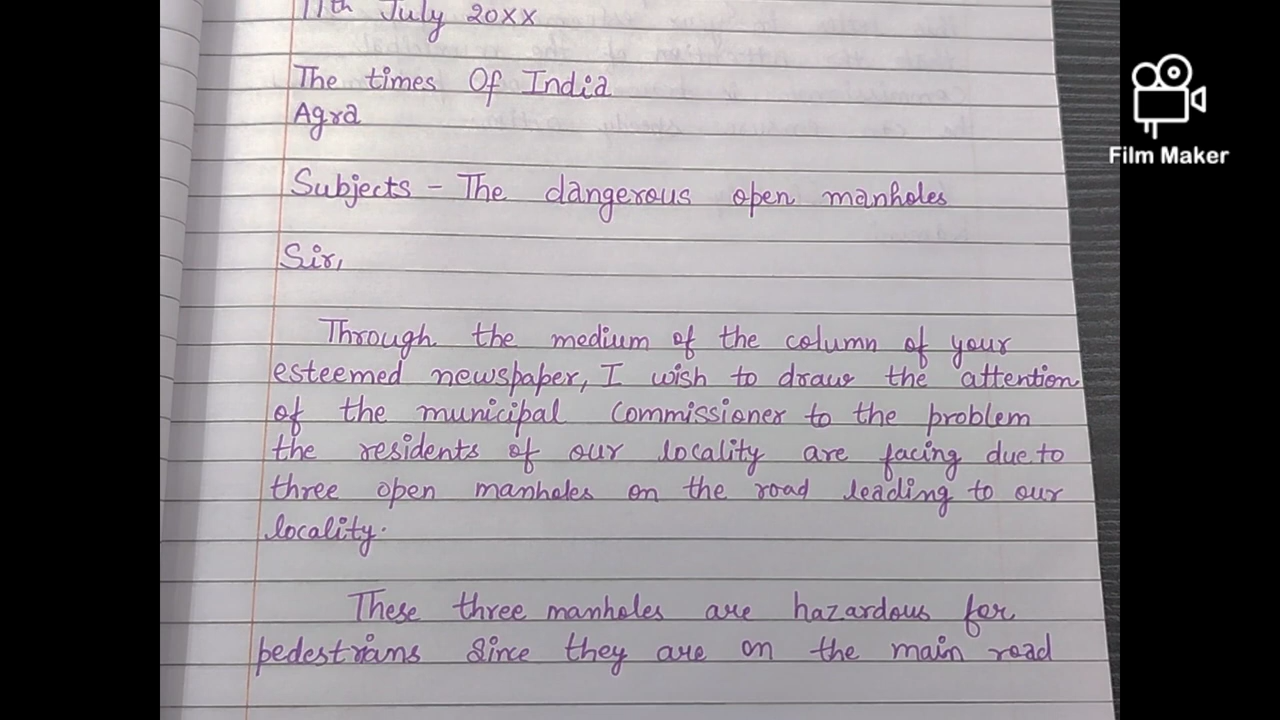 11th July 20XX
The times Of India
Agra
Subjects - The dangerous open manholes
Sir,
Through the medium of the column of your
esteemed newspaper, I wish to draw the attention
of the municipal Commissioner to the problem
the residents of our locality are facing due to
three open manholes on the road leading to our
locality.
These three manholes are hazardous for
pedestrians Since they are on the main road
Film Maker